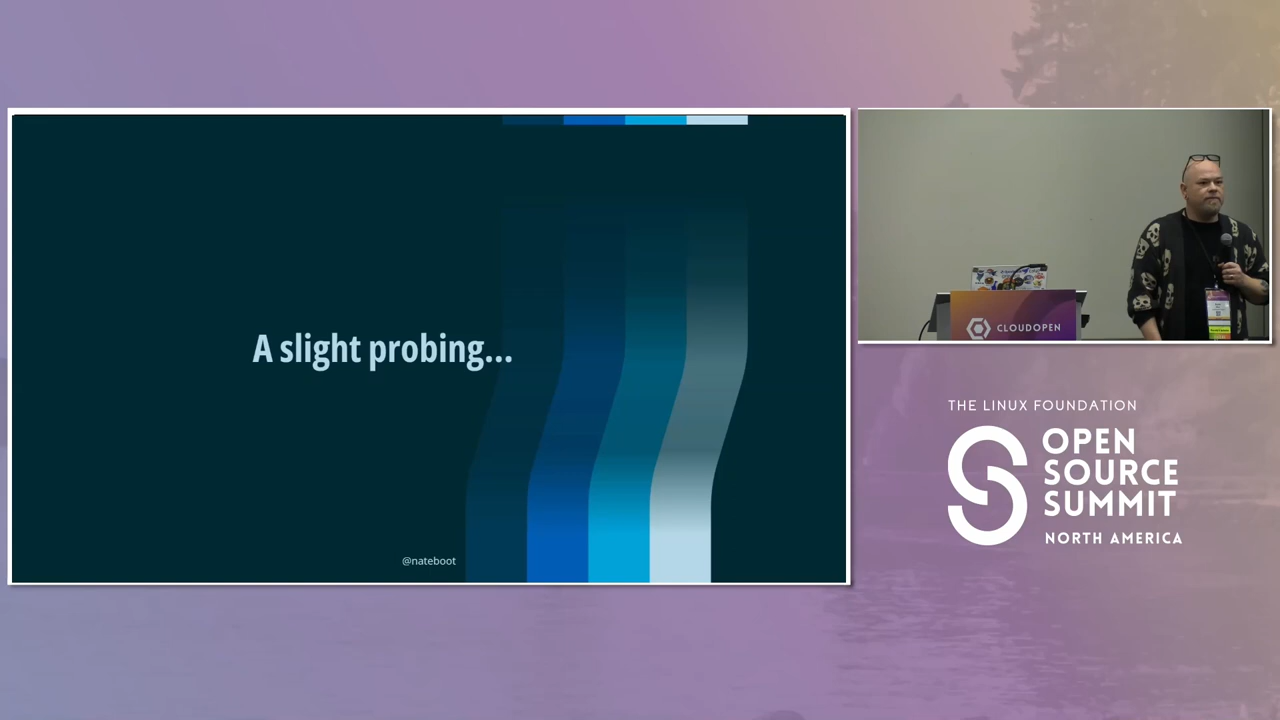 A slight probing...
@nateboot
CLOUDOPEN
THE LINUX FOUNDATION
OPEN
SOURCE
SUMMIT
NORTH AMERICA